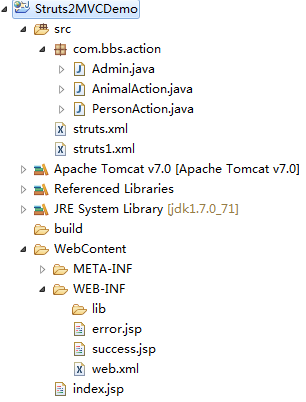 Struts2MVCDemo
src
com.bbs.action
Admin.java
AnimalAction.java
PersonAction.java
struts.xml
struts1.xml
Apache Tomcat v7.0 [Apache Tomcat v7.0]
Referenced Libraries
JRE System Library [jdk1.7.0_71]
build
WebContent
META-INF
WEB-INF
lib
error.jsp
success.jsp
web.xml
index.jsp